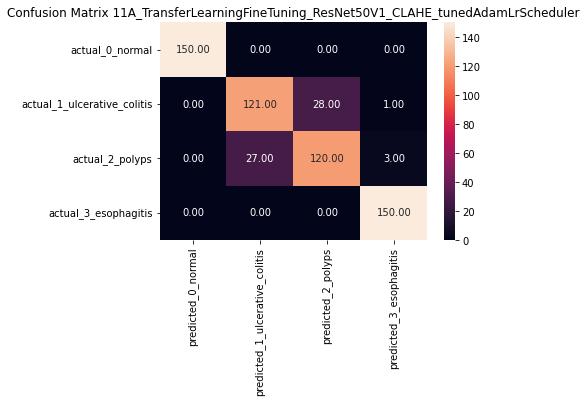 Confusion Matrix 11A_TransferLearningFineTuning_ResNet50V1_CLAHE_tunedAdamLrScheduler
actual_0_normal 150.00 0.00 0.00 0.00
actual_1_ulcerative_colitis 0.00 121.00 28.00 1.00
actual_2_polyps 0.00 27.00 120.00 3.00
actual_3_esophagitis 0.00 0.00 0.00 150.00
140
120
100
80
60
40
20
0
predicted_0_normal
predicted_1_ulcerative_colitis
predicted_2_polyps
predicted_3_esophagitis